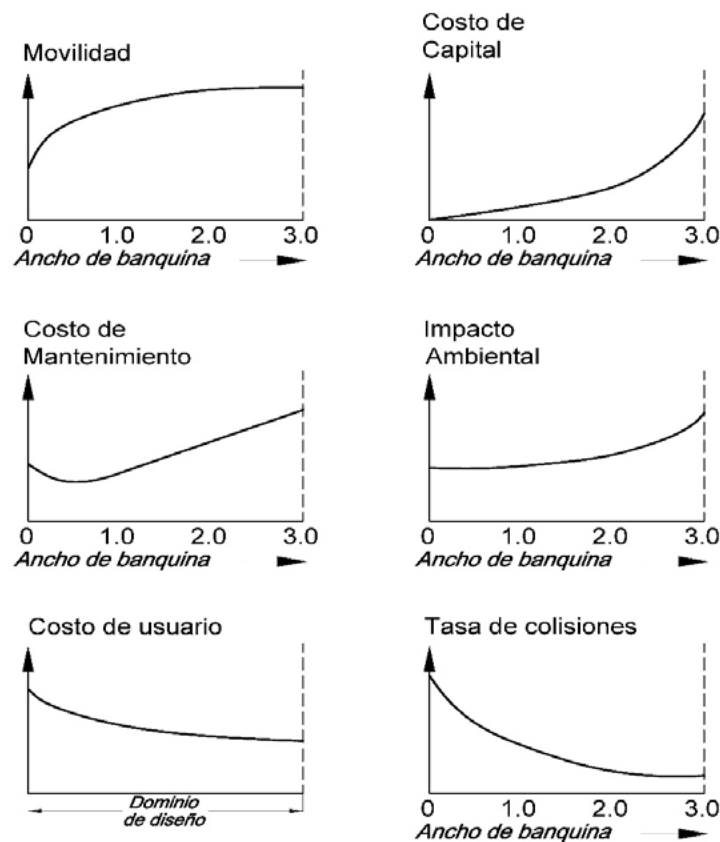 Movilidad
0 1.0 2.0 3.0
Ancho de banquina
Costo de
Capital
0 1.0 2.0 3.0
Ancho de banquina
Costo de
Mantenimiento
0 1.0 2.0 3.0
Ancho de banquina
Impacto
Ambiental
0 1.0 2.0 3.0
Ancho de banquina
Costo de usuario
Dominio
de diseño
Tasa de colisiones
0 1.0 2.0 3.0
Ancho de banquina